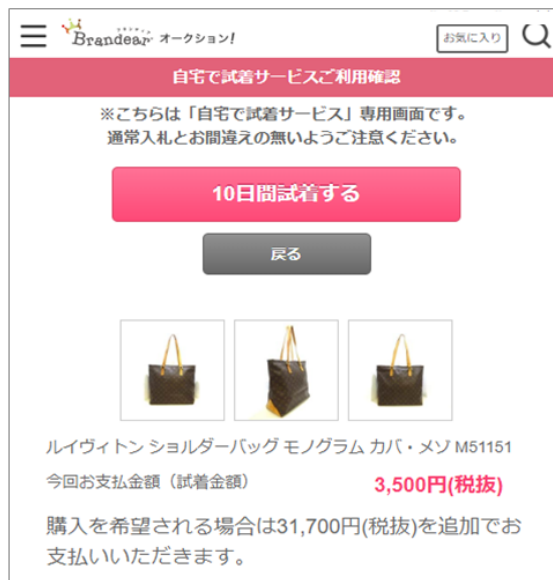 Brandear オークション!
お気に入り
自宅で試着サービスご利用確認
※こちらは「自宅で試着サービス」専用画面です。
通常入札とお間違えの無いようご注意ください。
10日間試着する
戻る
ルイヴィトン ショルダーバッグ モノグラム カバ・メゾ M51151
今回お支払金額（試着金額）
3,500円(税抜)
購入を希望される場合は31,700円(税抜)を追加でお
支払いいただきます。